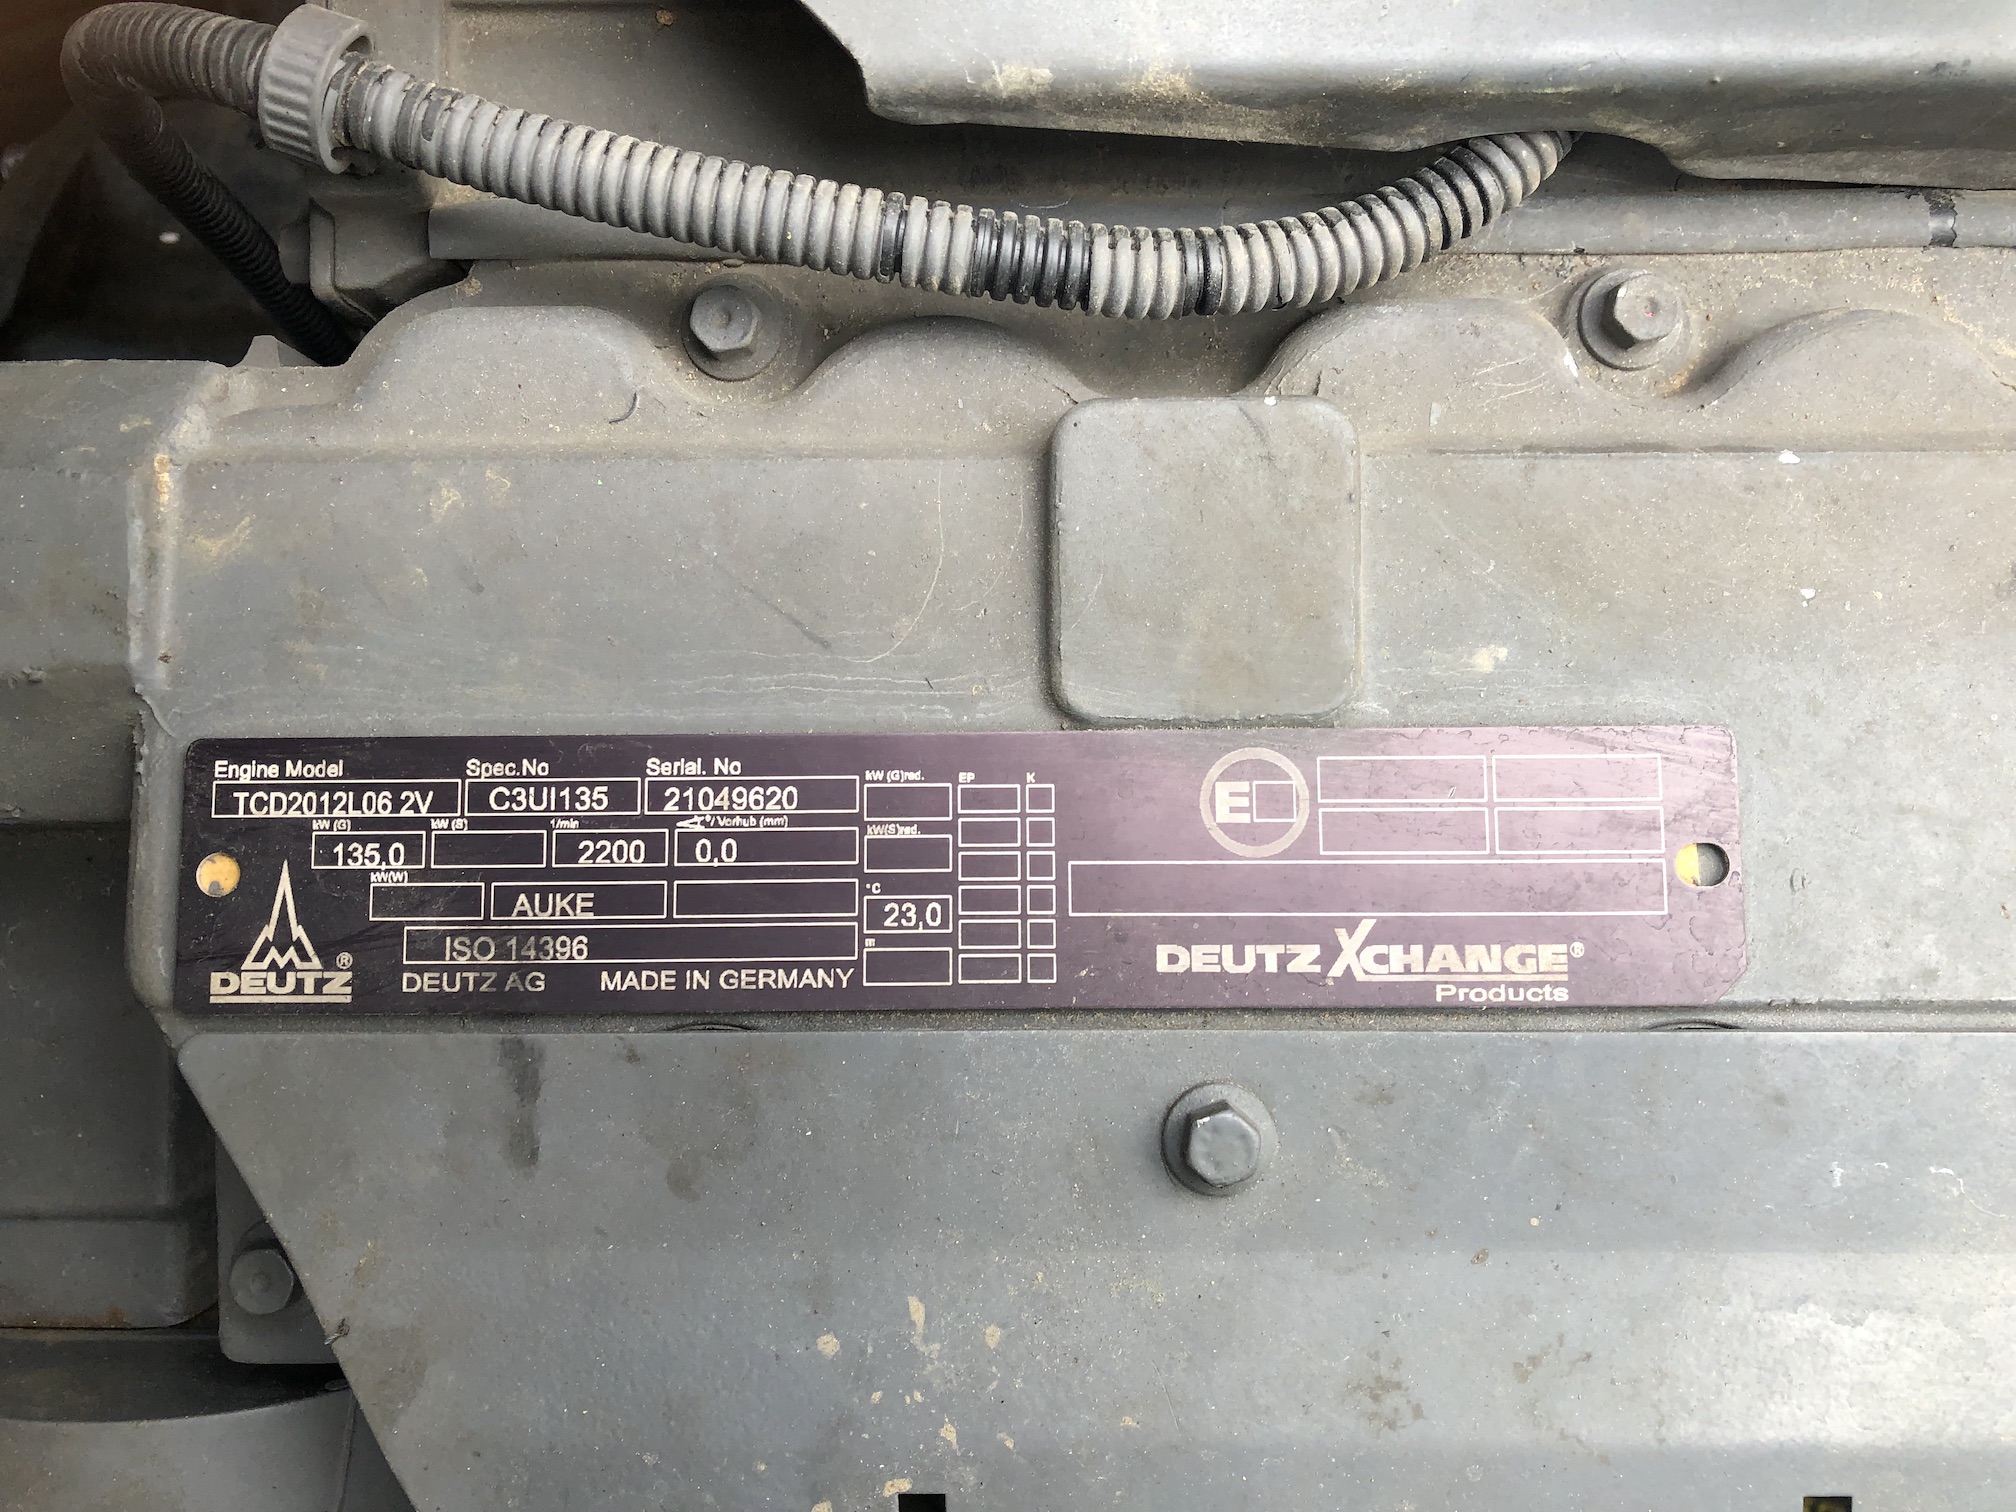 Engine Model Spec.No Serial. No
TCD2012L06 2V C3UI135 21049620
kW (G) kW (S) 1/min °/ Vorhub (mm)
135,0 2200 0,0
kW(W)
AUKE
ISO 14396
DEUTZ® DEUTZ AG MADE IN GERMANY
kW (G)red. EP K
kW(S)red.
°C
23,0
m
E
DEUTZ XCHANGE®
Products